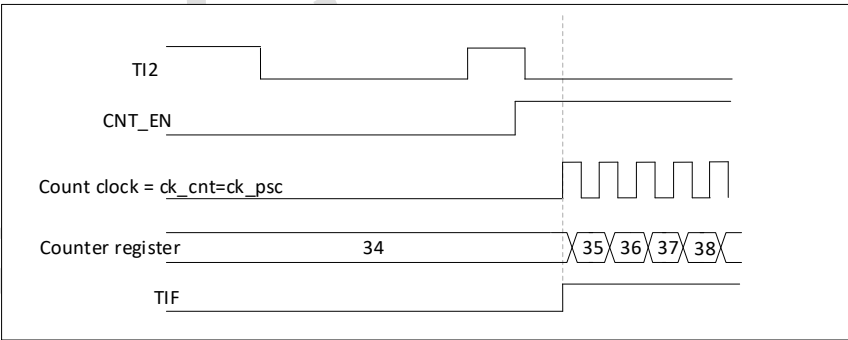 TI2
CNT_EN
Count clock = ck_cnt=ck_psc
Counter register 34 35 36 37 38
TIF